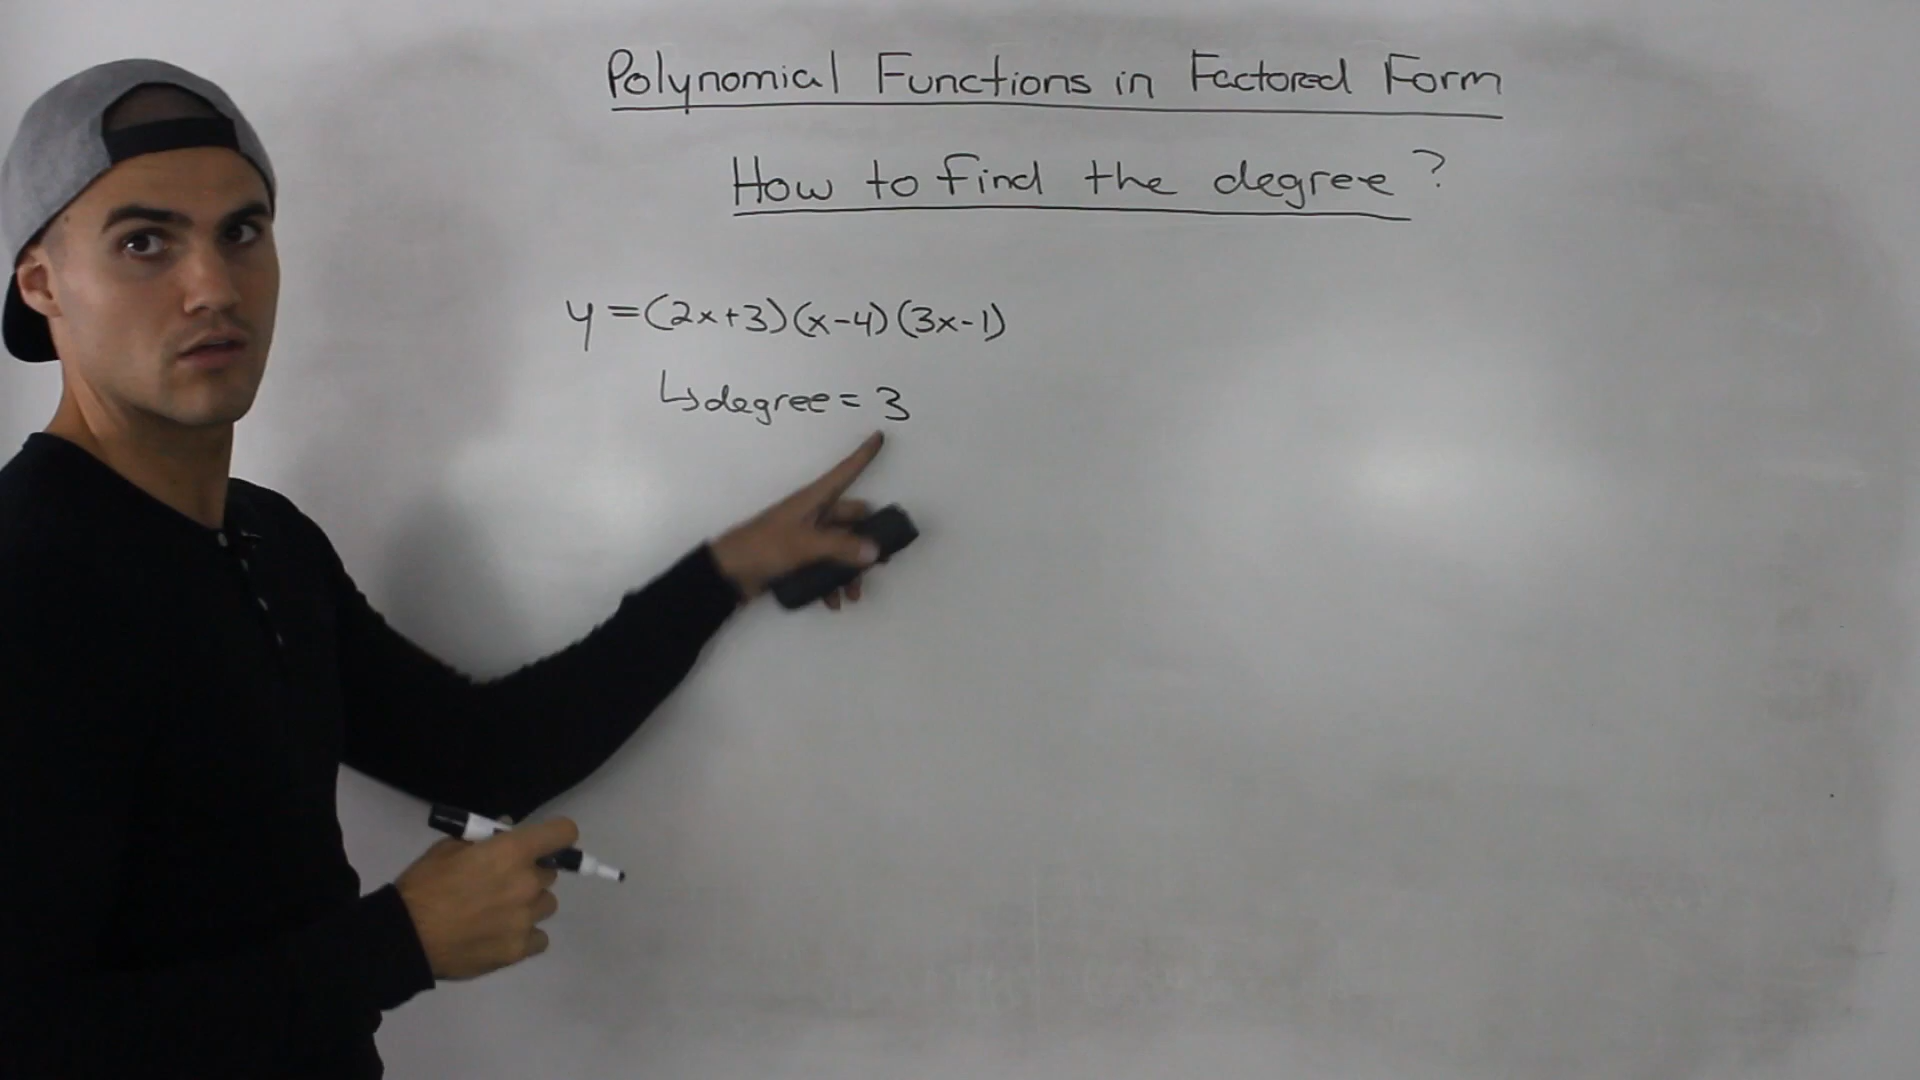 Polynomial Functions in Factored Form
How to find the degree?
y=(2x+3)(x-4)(3x-1)
↳degree=3